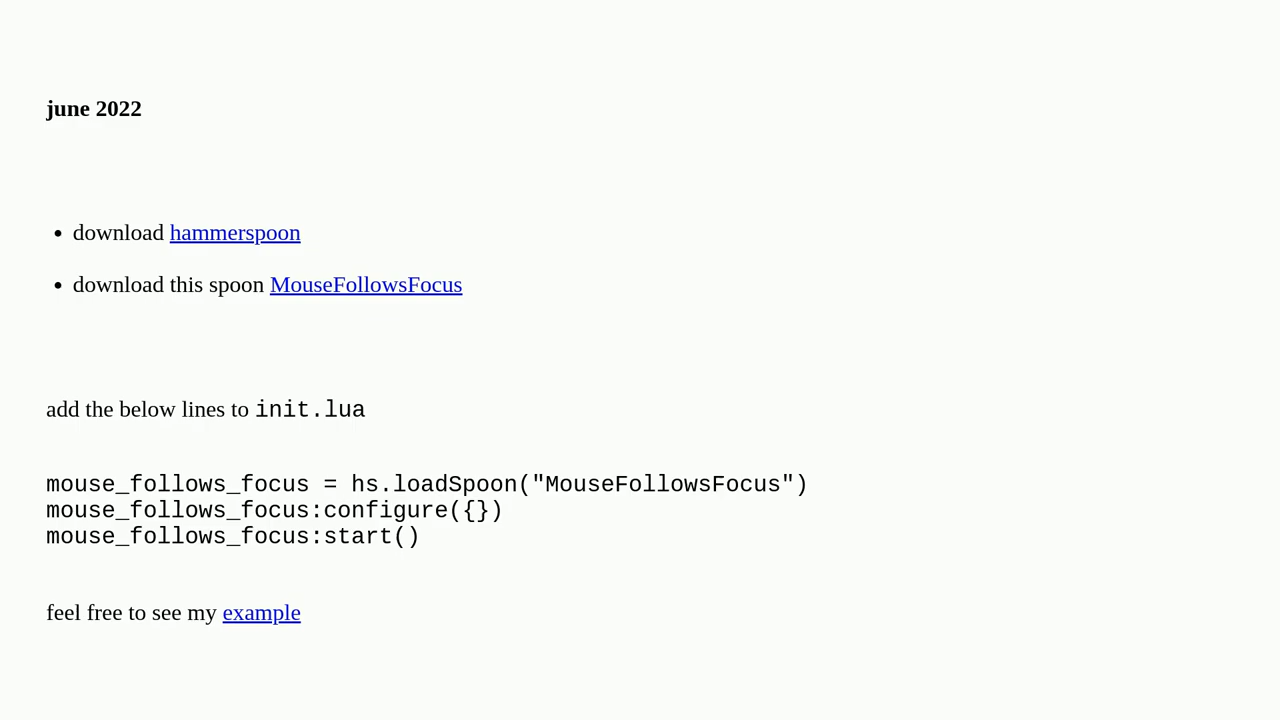 june 2022
• download hammerspoon
• download this spoon MouseFollowsFocus
add the below lines to init.lua
mouse_follows_focus = hs.loadSpoon("MouseFollowsFocus")
mouse_follows_focus:configure({})
mouse_follows_focus:start()
feel free to see my example